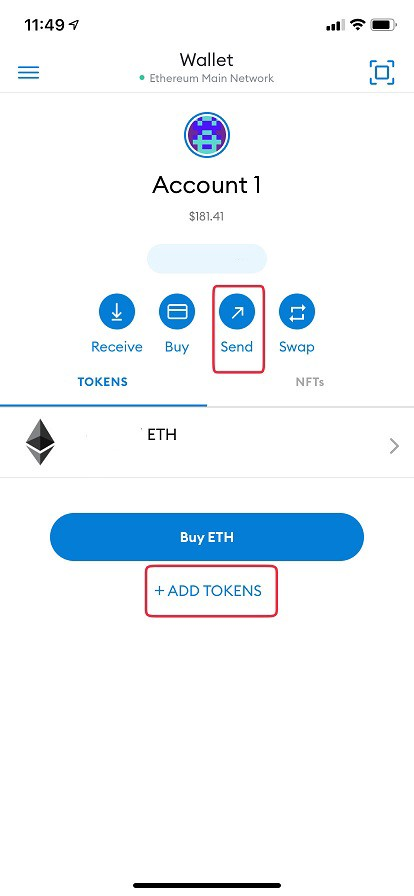 11:49
Wallet
Ethereum Main Network
Account 1
$181.41
Receive Buy Send Swap
TOKENS NFTs
ETH
Buy ETH
+ ADD TOKENS